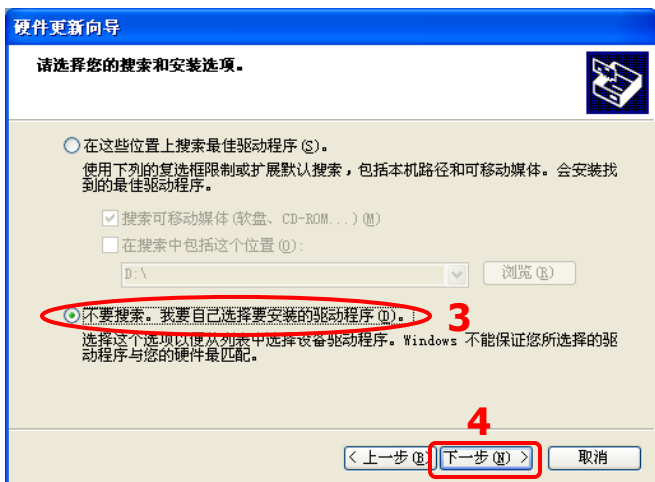 硬件更新向导
请选择您的搜索和安装选项。
在这些位置上搜索最佳驱动程序(S)。
使用下列的复选框限制或扩展默认搜索，包括本机路径和可移动媒体。会安装找
到的最佳驱动程序。
搜索可移动媒体(软盘、CD-ROM...)(M)
在搜索中包括这个位置(O):
D:\
浏览(R)
不要搜索。我要自己选择要安装的驱动程序(D)。
3
选择这个选项以便从列表中选择设备驱动程序。Windows 不能保证您所选择的驱
动程序与您的硬件最匹配。
4
< 上一步(B)
下一步(N) >
取消